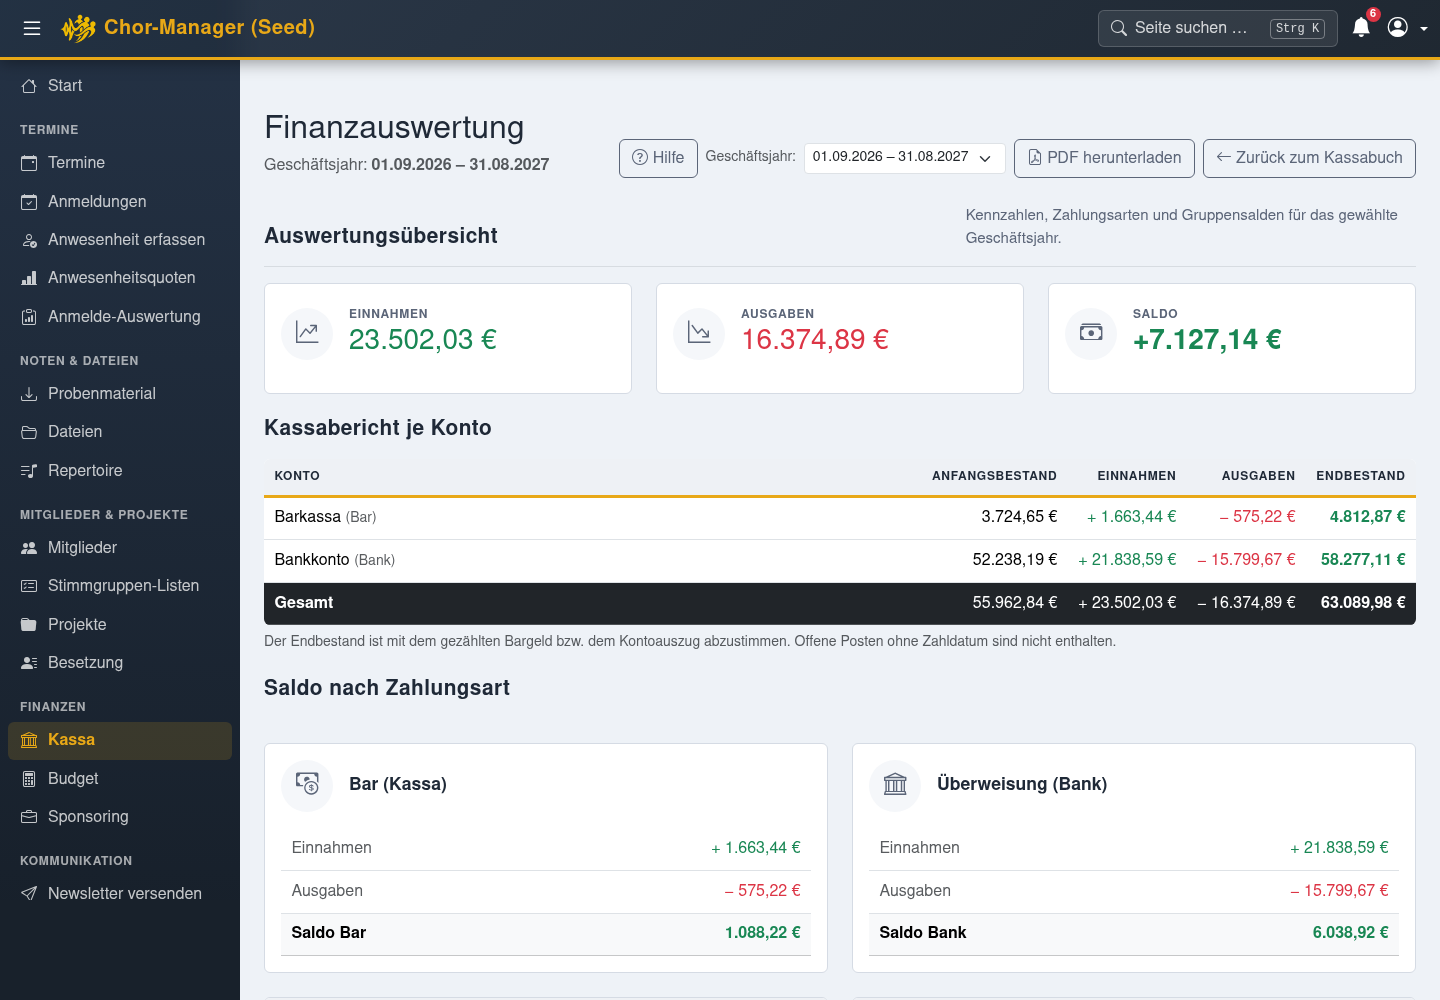 Chor-Manager (Seed)
Seite suchen … Strg K
6
Start
TERMINE
Termine
Anmeldungen
Anwesenheit erfassen
Anwesenheitsquoten
Anmelde-Auswertung
NOTEN & DATEIEN
Probenmaterial
Dateien
Repertoire
MITGLIEDER & PROJEKTE
Mitglieder
Stimmgruppen-Listen
Projekte
Besetzung
FINANZEN
Kassa
Budget
Sponsoring
KOMMUNIKATION
Newsletter versenden
Finanzauswertung
Geschäftsjahr: 01.09.2026 – 31.08.2027
Hilfe Geschäftsjahr: 01.09.2026 – 31.08.2027 PDF herunterladen Zurück zum Kassabuch
Auswertungsübersicht
Kennzahlen, Zahlungsarten und Gruppensalden für das gewählte
Geschäftsjahr.
EINNAHMEN
23.502,03 €
AUSGABEN
16.374,89 €
SALDO
+7.127,14 €
Kassabericht je Konto
KONTO ANFANGSBESTAND EINNAHMEN AUSGABEN ENDBESTAND
Barkassa (Bar) 3.724,65 € + 1.663,44 € – 575,22 € 4.812,87 €
Bankkonto (Bank) 52.238,19 € + 21.838,59 € – 15.799,67 € 58.277,11 €
Gesamt 55.962,84 € + 23.502,03 € – 16.374,89 € 63.089,98 €
Der Endbestand ist mit dem gezählten Bargeld bzw. dem Kontoauszug abzustimmen. Offene Posten ohne Zahldatum sind nicht enthalten.
Saldo nach Zahlungsart
Bar (Kassa)
Einnahmen + 1.663,44 €
Ausgaben – 575,22 €
Saldo Bar 1.088,22 €
Überweisung (Bank)
Einnahmen + 21.838,59 €
Ausgaben – 15.799,67 €
Saldo Bank 6.038,92 €